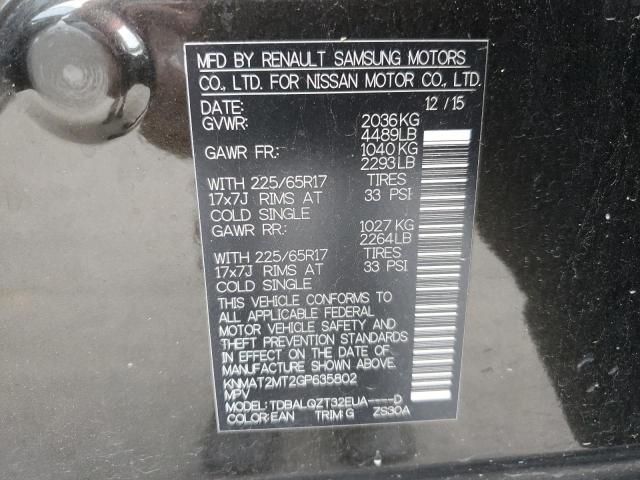 MFD BY RENAULT SAMSUNG MOTORS
CO., LTD. FOR NISSAN MOTOR CO., LTD.
DATE: 12 / 15
GVWR: 2036 KG
4489 LB
GAWR FR: 1040 KG
2293 LB
WITH 225/65R17 TIRES
17x7J RIMS AT 33 PSI
COLD SINGLE
GAWR RR: 1027 KG
2264 LB
WITH 225/65R17 TIRES
17x7J RIMS AT 33 PSI
COLD SINGLE
THIS VEHICLE CONFORMS TO
ALL APPLICABLE FEDERAL
MOTOR VEHICLE SAFETY AND
THEFT PREVENTION STANDARDS
IN EFFECT ON THE DATE OF
MANUFACTURE SHOWN ABOVE.
KNMAT2MT2GP635802
MPV
MODEL: TDBALQZT32EUA----D
COLOR:EAN TRIM:G ZS30A